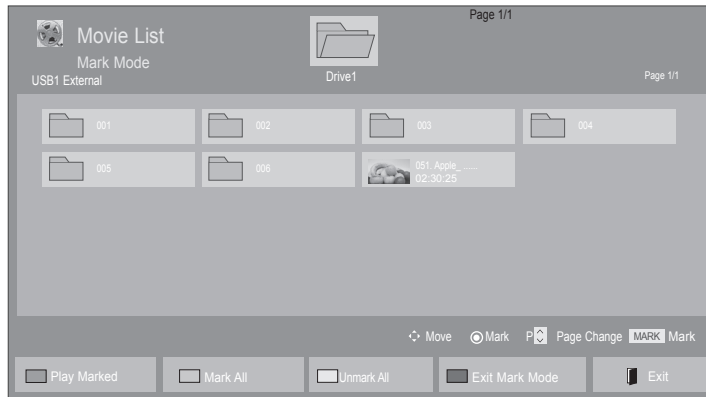 Page 1/1
Movie List
Mark Mode
USB1 External
Drive1
Page 1/1
001
002
003
004
005
006
051. Apple_ ......
02:30:25
Move
Mark
P
Page Change
MARK Mark
Play Marked
Mark All
Unmark All
Exit Mark Mode
Exit